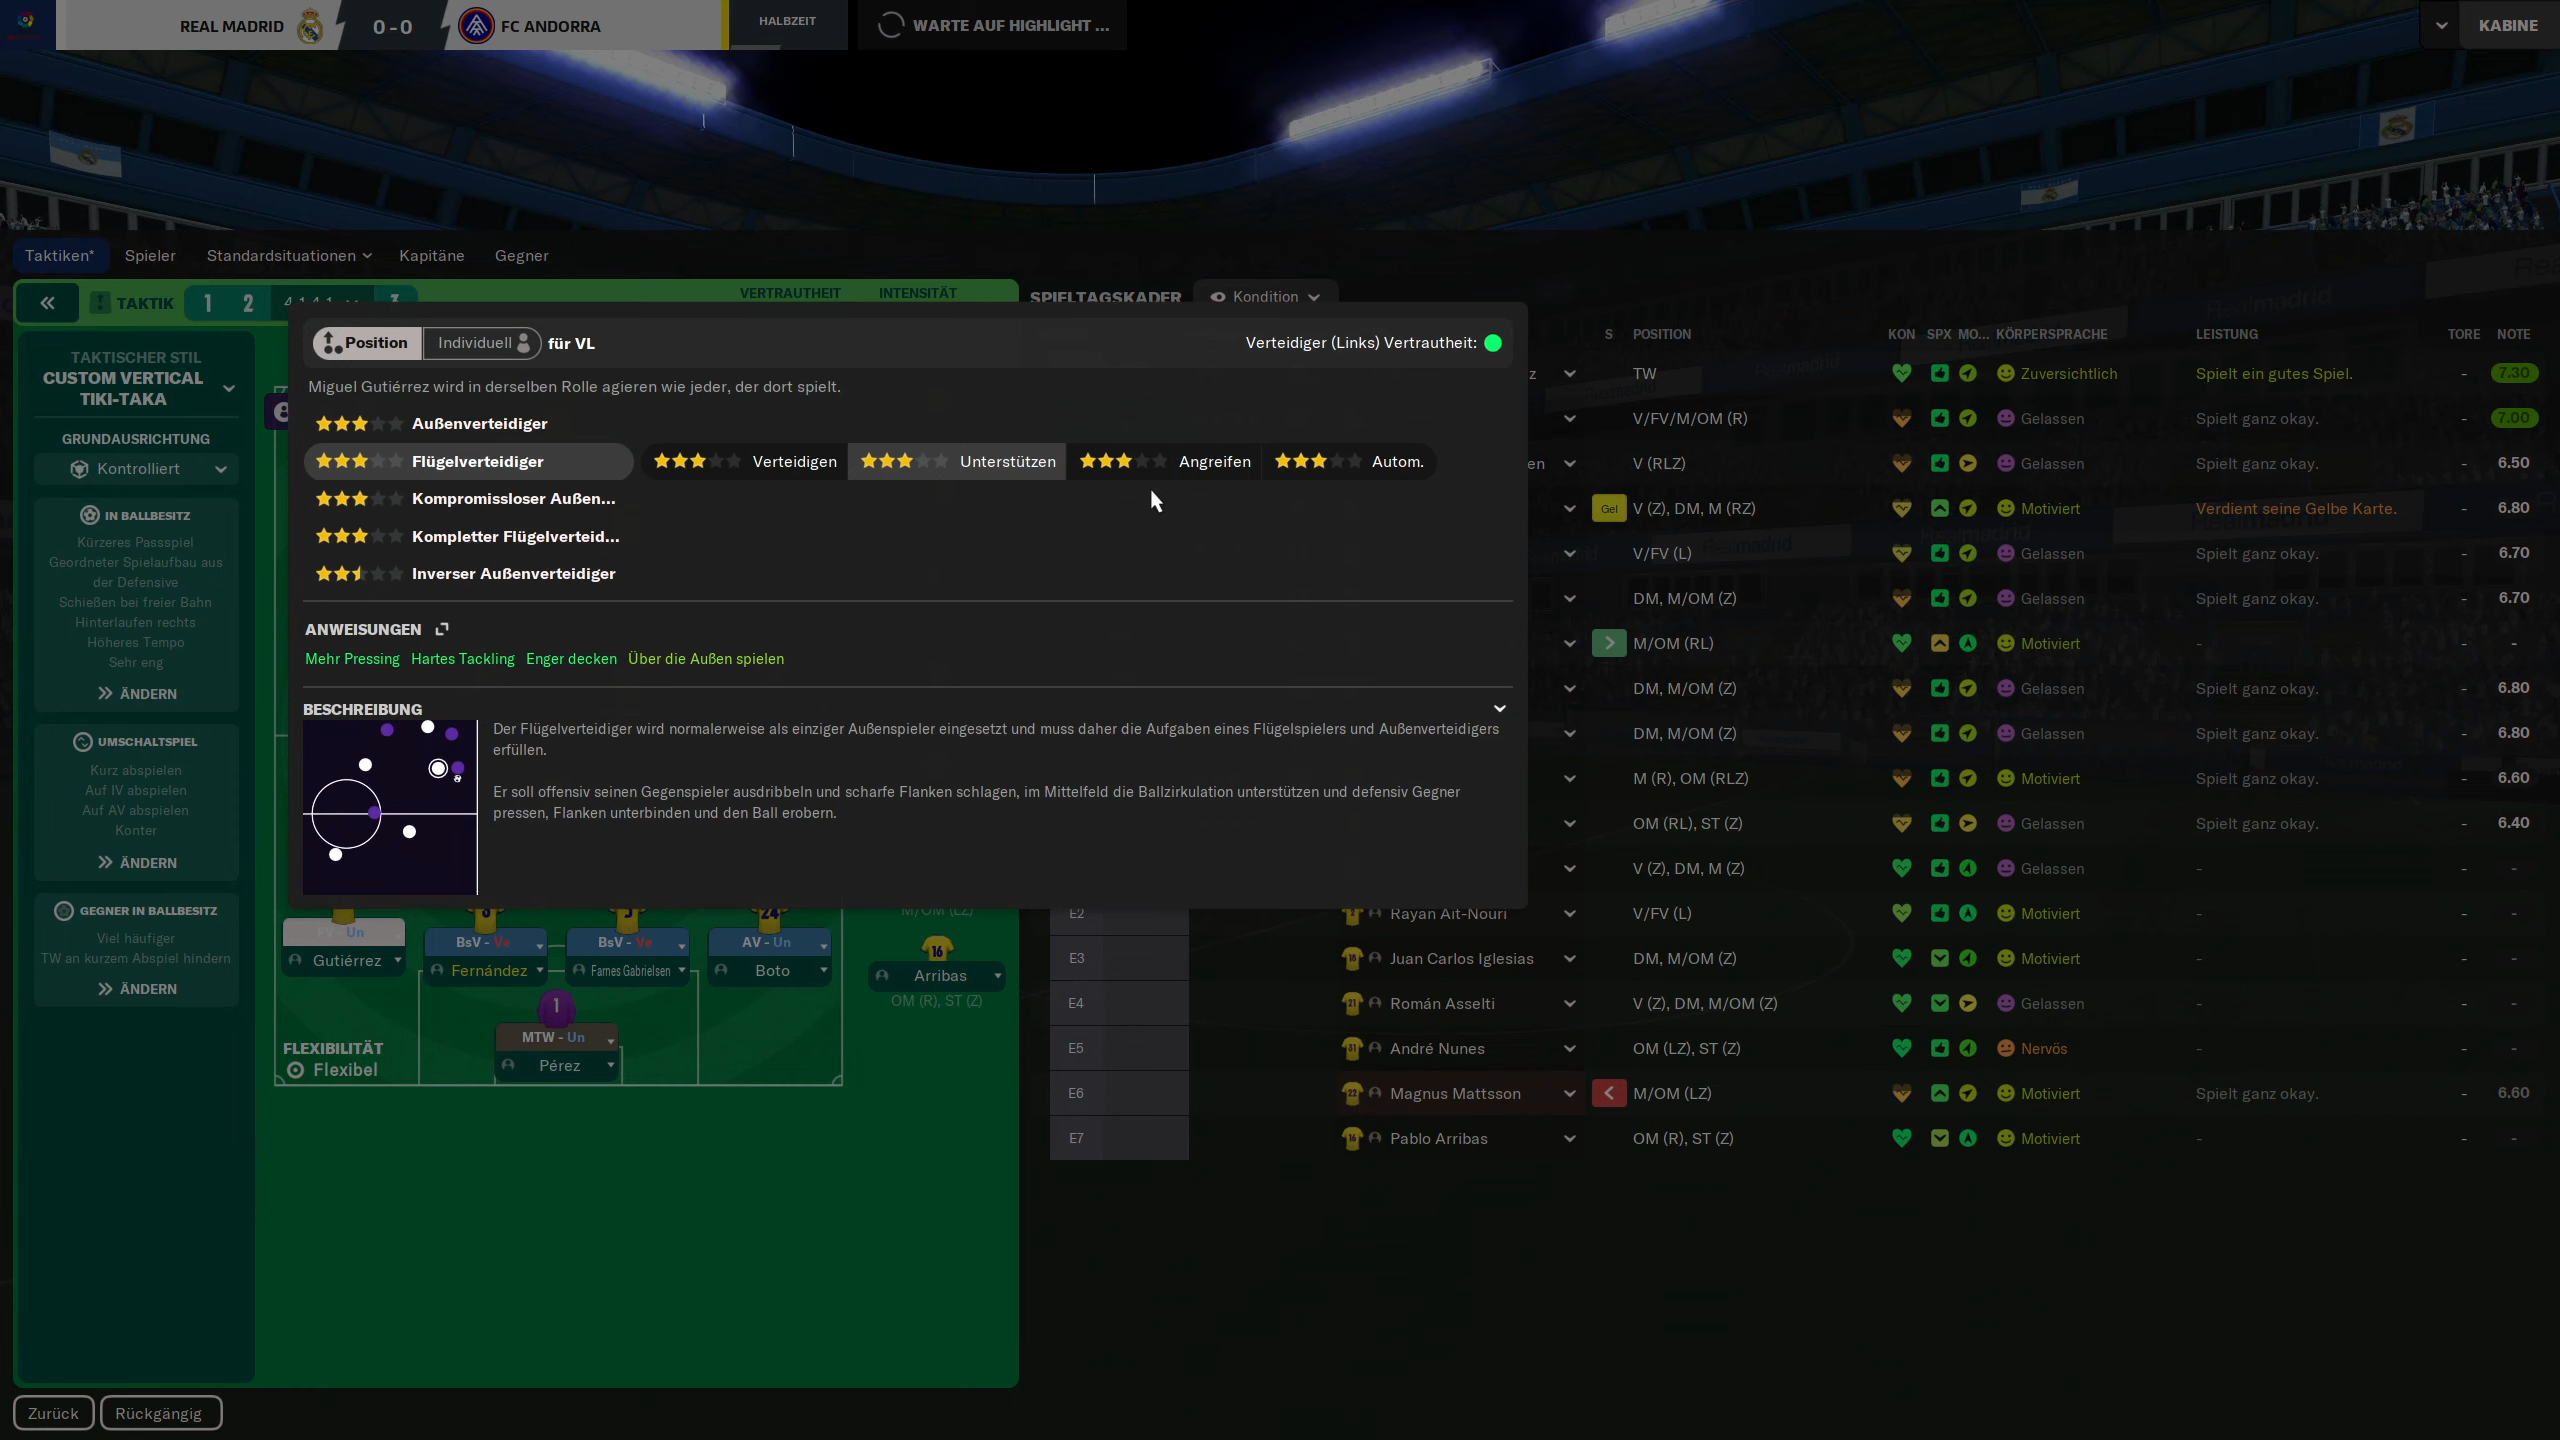 REAL MADRID 0 - 0 FC ANDORRA HALBZEIT WARTE AUF HIGHLIGHT ... KABINE
Taktiken* Spieler Standardsituationen Kapitäne Gegner
TAKTIK 1 2 3 VERTRAUTHEIT INTENSITÄT
SPIELTAGSKADER Kondition
S POSITION KON SPX MO... KÖRPERSPRACHE LEISTUNG TORE NOTE
TAKTISCHER STIL
CUSTOM VERTICAL
TIKI-TAKA
GRUNDAUSRICHTUNG
Kontrolliert
IN BALLBESITZ
Kürzeres Passspiel
Geordneter Spielaufbau aus
der Defensive
Schießen bei freier Bahn
Hinterlaufen rechts
Höheres Tempo
Sehr eng
ÄNDERN
UMSCHALTSPIEL
Kurz abspielen
Auf IV abspielen
Auf AV abspielen
Konter
ÄNDERN
GEGNER IN BALLBESITZ
Viel häufiger
TW an kurzem Abspiel hindern
ÄNDERN
Position Individuell für VL Verteidiger (Links) Vertrautheit:
Miguel Gutiérrez wird in derselben Rolle agieren wie jeder, der dort spielt.
Außenverteidiger
Flügelverteidiger Verteidigen Unterstützen Angreifen Autom.
Kompromissloser Außen...
Kompletter Flügelverteid...
Inverser Außenverteidiger
ANWEISUNGEN
Mehr Pressing Hartes Tackling Enger decken Über die Außen spielen
BESCHREIBUNG
Der Flügelverteidiger wird normalerweise als einziger Außenspieler eingesetzt und muss daher die Aufgaben eines Flügelspielers und Außenverteidigers
erfüllen.
Er soll offensiv seinen Gegenspieler ausdribbeln und scharfe Flanken schlagen, im Mittelfeld die Ballzirkulation unterstützen und defensiv Gegner
pressen, Flanken unterbinden und den Ball erobern.
M/OM (LZ)
FV - Un
Gutiérrez
BsV - Ve
Fernández
BsV - Ve
Fames Gabrielsen
24
AV - Un
Boto
16
Arribas
OM (R), ST (Z)
1
MTW - Un
Pérez
FLEXIBILITÄT
Flexibel
z TW Zuversichtlich Spielt ein gutes Spiel. - 7.30
V/FV/M/OM (R) Gelassen Spielt ganz okay. - 7.00
en V (RLZ) Gelassen Spielt ganz okay. - 6.50
Gel V (Z), DM, M (RZ) Motiviert Verdient seine Gelbe Karte. - 6.80
V/FV (L) Gelassen Spielt ganz okay. - 6.70
DM, M/OM (Z) Gelassen Spielt ganz okay. - 6.70
M/OM (RL) Motiviert - - -
DM, M/OM (Z) Gelassen Spielt ganz okay. - 6.80
DM, M/OM (Z) Gelassen Spielt ganz okay. - 6.80
M (R), OM (RLZ) Motiviert Spielt ganz okay. - 6.60
OM (RL), ST (Z) Gelassen Spielt ganz okay. - 6.40
V (Z), DM, M (Z) Gelassen - - -
E2 Rayan Ait-Nouri V/FV (L) Motiviert - - -
E3 18 Juan Carlos Iglesias DM, M/OM (Z) Motiviert - - -
E4 21 Román Asselti V (Z), DM, M/OM (Z) Gelassen - - -
E5 31 André Nunes OM (LZ), ST (Z) Nervös - - -
E6 22 Magnus Mattsson M/OM (LZ) Motiviert Spielt ganz okay. - 6.60
E7 16 Pablo Arribas OM (R), ST (Z) Motiviert - - -
Zurück Rückgängig